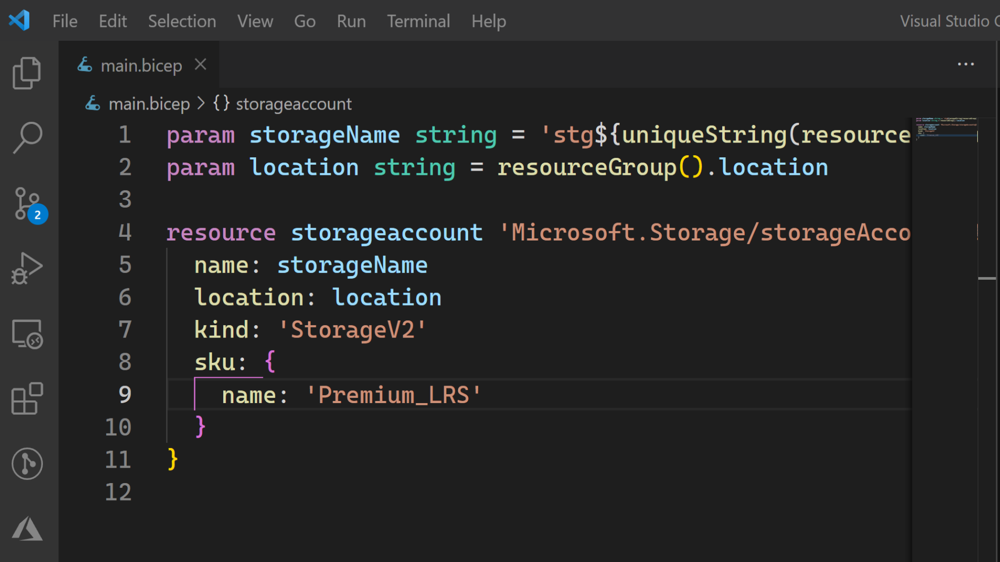 File Edit Selection View Go Run Terminal Help Visual Studio C
main.bicep
main.bicep > {} storageaccount
1 param storageName string = 'stg${uniqueString(resource
2 param location string = resourceGroup().location
3
4 resource storageaccount 'Microsoft.Storage/storageAcco
5 name: storageName
6 location: location
7 kind: 'StorageV2'
8 sku: {
9 name: 'Premium_LRS'
10 }
11 }
12
2